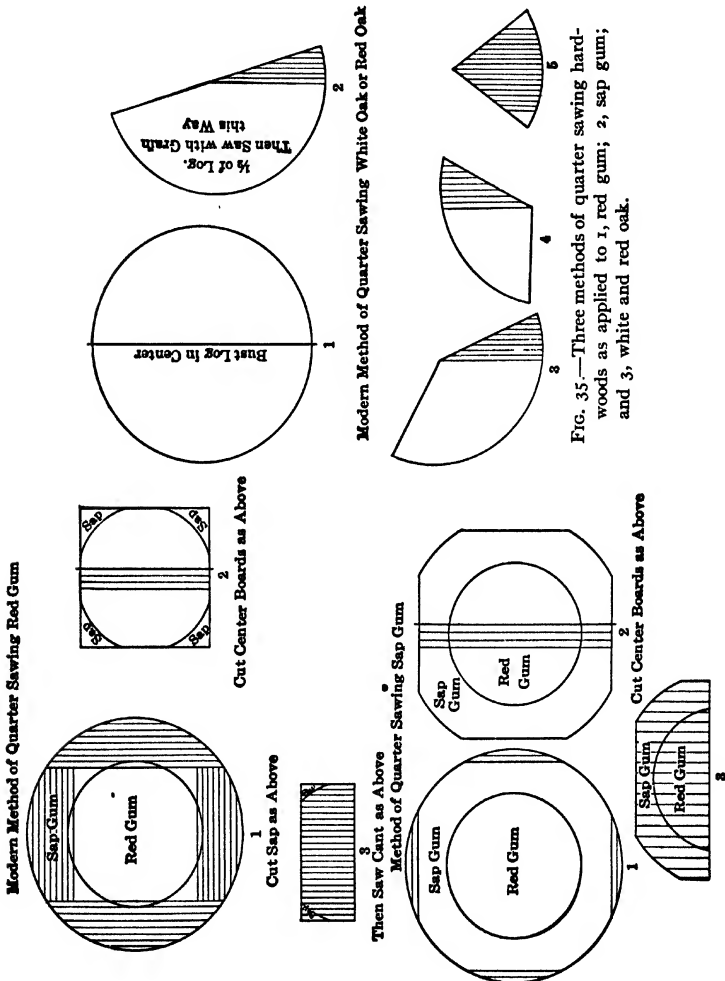 Modern Method of Quarter Sawing Red Gum
Sap Gum
Red Gum
1
Cut Sap as Above
Sap
Sap
Sap
Sap
2
Cut Center Boards as Above
3
Then Saw Cant as Above
Method of Quarter Sawing Sap Gum
Sap Gum
Red Gum
1
Sap
Gum
Red
Gum
2
Cut Center Boards as Above
Sap Gum
Red Gum
3
Bust Log in Center
1
½ of Log.
Then Saw with Grain
this Way
2
Modern Method of Quarter Sawing White Oak or Red Oak
3
4
5
FIG. 35.—Three methods of quarter sawing hard-
woods as applied to 1, red gum; 2, sap gum;
and 3, white and red oak.